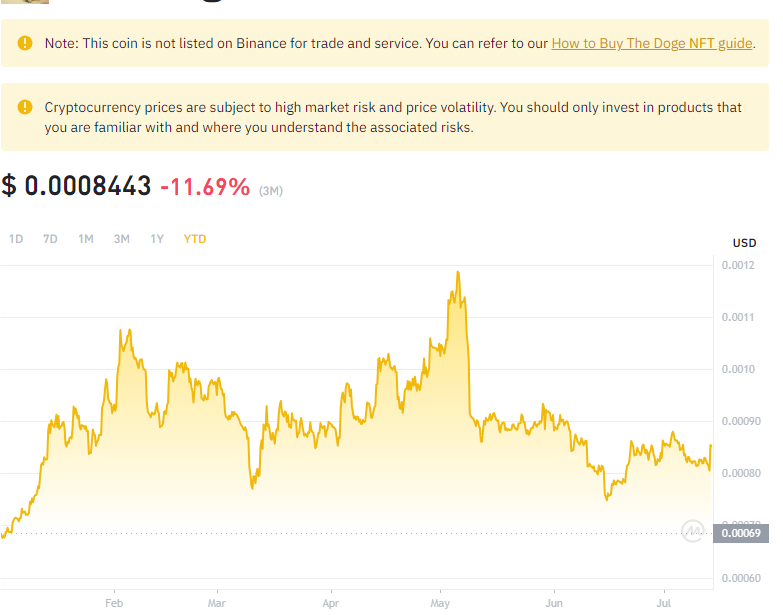 Note: This coin is not listed on Binance for trade and service. You can refer to our How to Buy The Doge NFT guide.
Cryptocurrency prices are subject to high market risk and price volatility. You should only invest in products that
you are familiar with and where you understand the associated risks.
$ 0.0008443 -11.69% (3M)
1D 7D 1M 3M 1Y YTD
USD
0.0012
0.0011
0.0010
0.00090
0.00080
0.00069
0.00060
Feb Mar Apr May Jun Jul